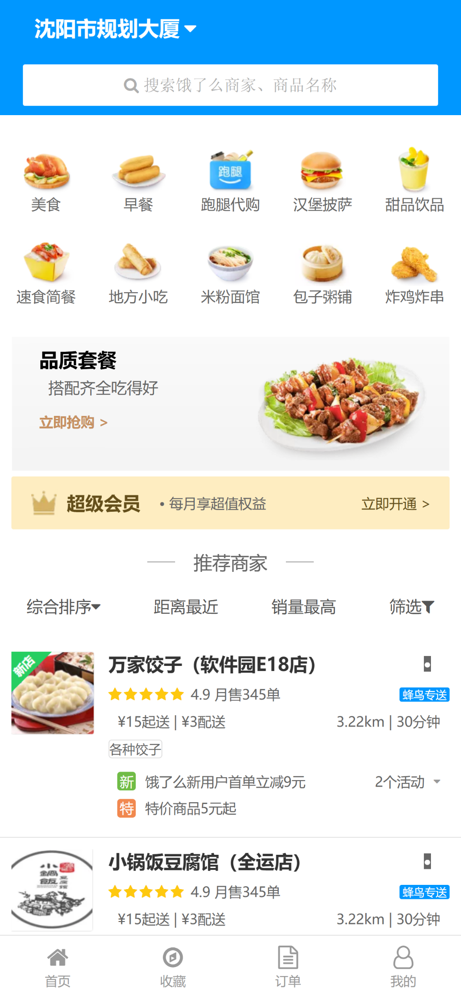 沈阳市规划大厦
搜索饿了么商家、商品名称
跑腿
美食 早餐 跑腿代购 汉堡披萨 甜品饮品
速食简餐 地方小吃 米粉面馆 包子粥铺 炸鸡炸串
品质套餐
搭配齐全吃得好
立即抢购 >
超级会员 • 每月享超值权益 立即开通 >
推荐商家
综合排序 距离最近 销量最高 筛选
新店
万家饺子（软件园E18店）
4.9 月售345单 蜂鸟专送
¥15起送 | ¥3配送 3.22km | 30分钟
各种饺子
新 饿了么新用户首单立减9元 2个活动
特 特价商品5元起
小锅饭豆腐馆（全运店）
小鍋飯
豆腐馆
4.9 月售345单 蜂鸟专送
¥15起送 | ¥3配送 3.22km | 30分钟
首页 收藏 订单 我的